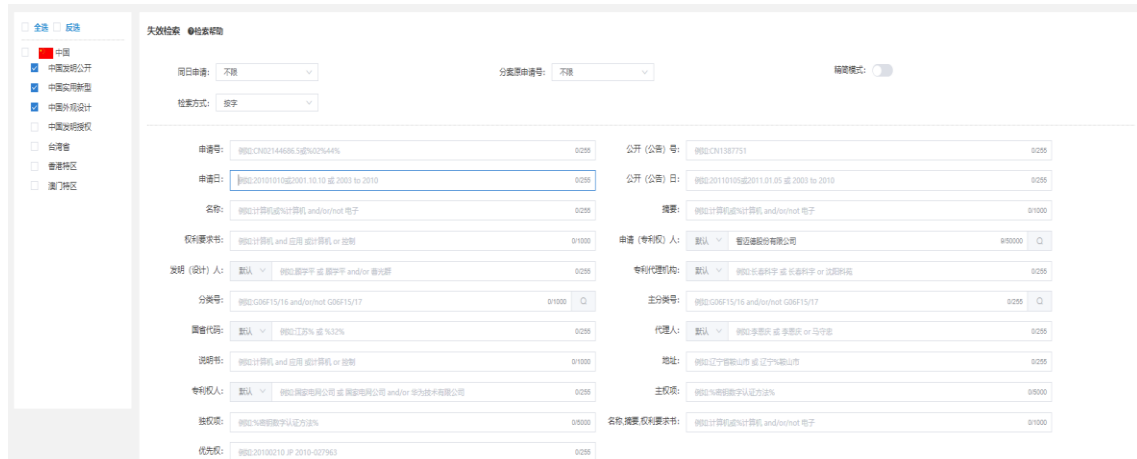 全选 反选
中国
中国发明公开
中国实用新型
中国外观设计
中国发明授权
台湾省
香港特区
澳门特区
失效检索 检索帮助
同日申请: 不限 分案原申请号: 不限 精简模式:
检索方式: 按字
申请号: 例如:CN02144686.5或%02%44% 0/255 公开（公告）号: 例如:CN1387751 0/255
申请日: 例如:20101010或2001.10.10 或 2003 to 2010 0/255 公开（公告）日: 例如:20110105或2011.01.05 或 2003 to 2010 0/255
名称: 例如:计算机或%计算机 and/or/not 电子 0/255 摘要: 例如:计算机或%计算机 and/or/not 电子 0/1000
权利要求书: 例如:计算机 and 应用 或计算机 or 控制 0/1000 申请（专利权）人: 默认 智迈德股份有限公司 9/50000
发明（设计）人: 默认 例如:顾学平 或 顾学平 and/or 曹元群 0/255 专利代理机构: 默认 例如:长春科宇 或 长春科宇 or 沈阳科苑 0/255
分类号: 例如:G06F15/16 and/or/not G06F15/17 0/1000 主分类号: 例如:G06F15/16 and/or/not G06F15/17 0/255
国省代码: 默认 例如:江苏% 或 %32% 0/255 代理人: 默认 例如:李恩庆 或 李恩庆 or 马守忠 0/255
说明书: 例如:计算机 and 应用 或计算机 or 控制 0/1000 地址: 例如:辽宁省鞍山市 或 辽宁%鞍山市 0/255
专利权人: 默认 例如:国家电网公司 或 国家电网公司 and/or 华为技术有限公司 0/255 主权项: 例如:%密钥数字认证方法% 0/5000
独权项: 例如:%密钥数字认证方法% 0/5000 名称,摘要,权利要求书: 例如:计算机或%计算机 and/or/not 电子 0/1000
优先权: 例如:20100210 JP 2010-027963 0/255